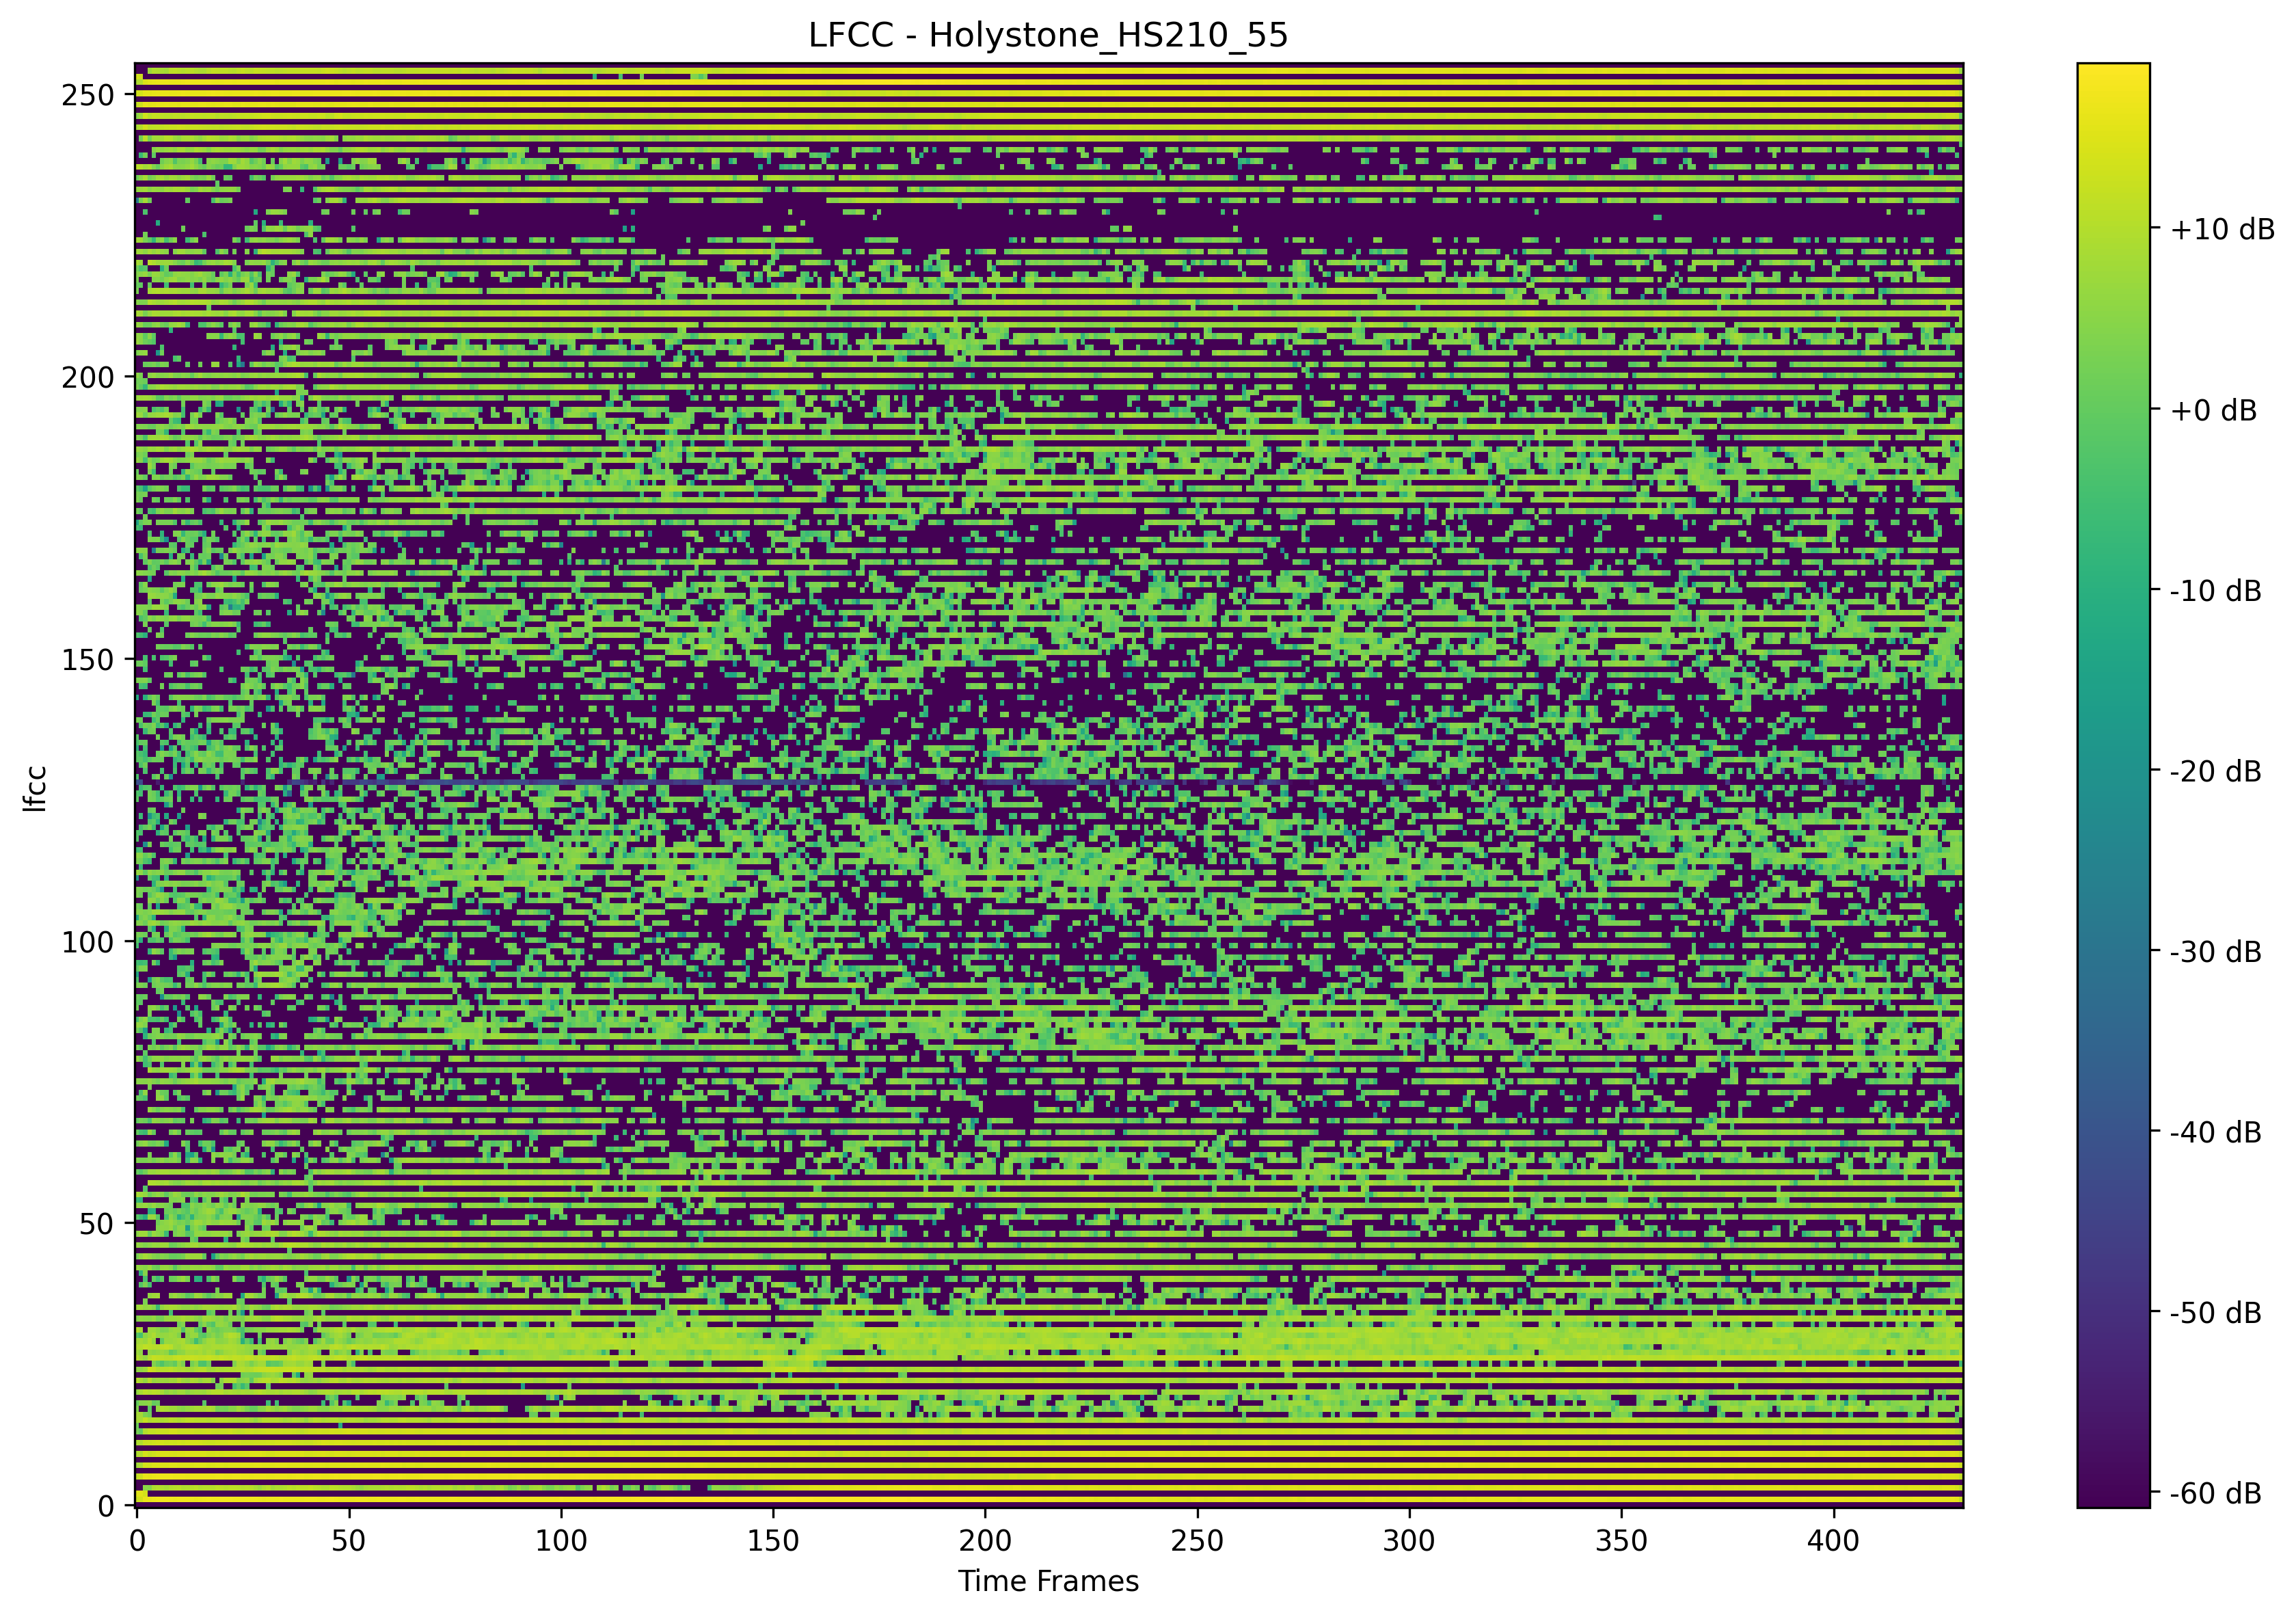 LFCC - Holystone_HS210_55
250
200
150
100
50
0
lfcc
0 50 100 150 200 250 300 350 400
Time Frames
+10 dB
+0 dB
-10 dB
-20 dB
-30 dB
-40 dB
-50 dB
-60 dB